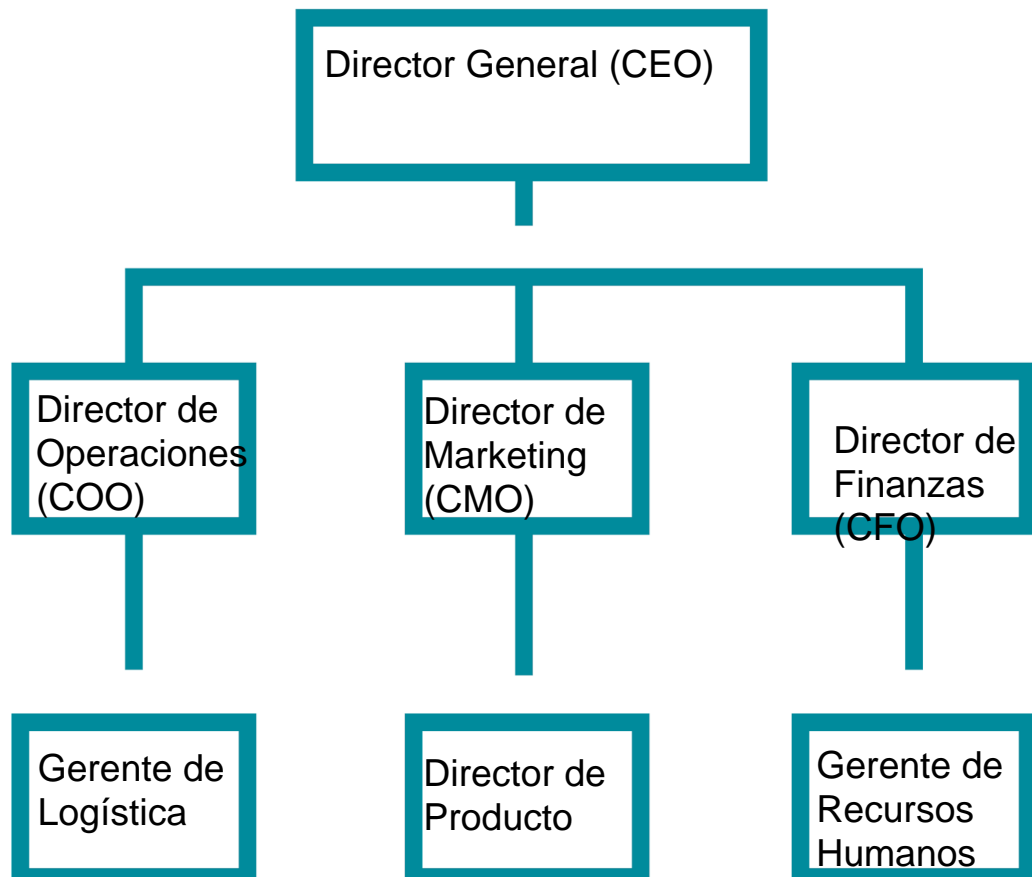 Director General (CEO)
Director de
Operaciones
(COO)
Director de
Marketing
(CMO)
Director de
Finanzas
(CFO)
Gerente de
Logística
Director de
Producto
Gerente de
Recursos
Humanos